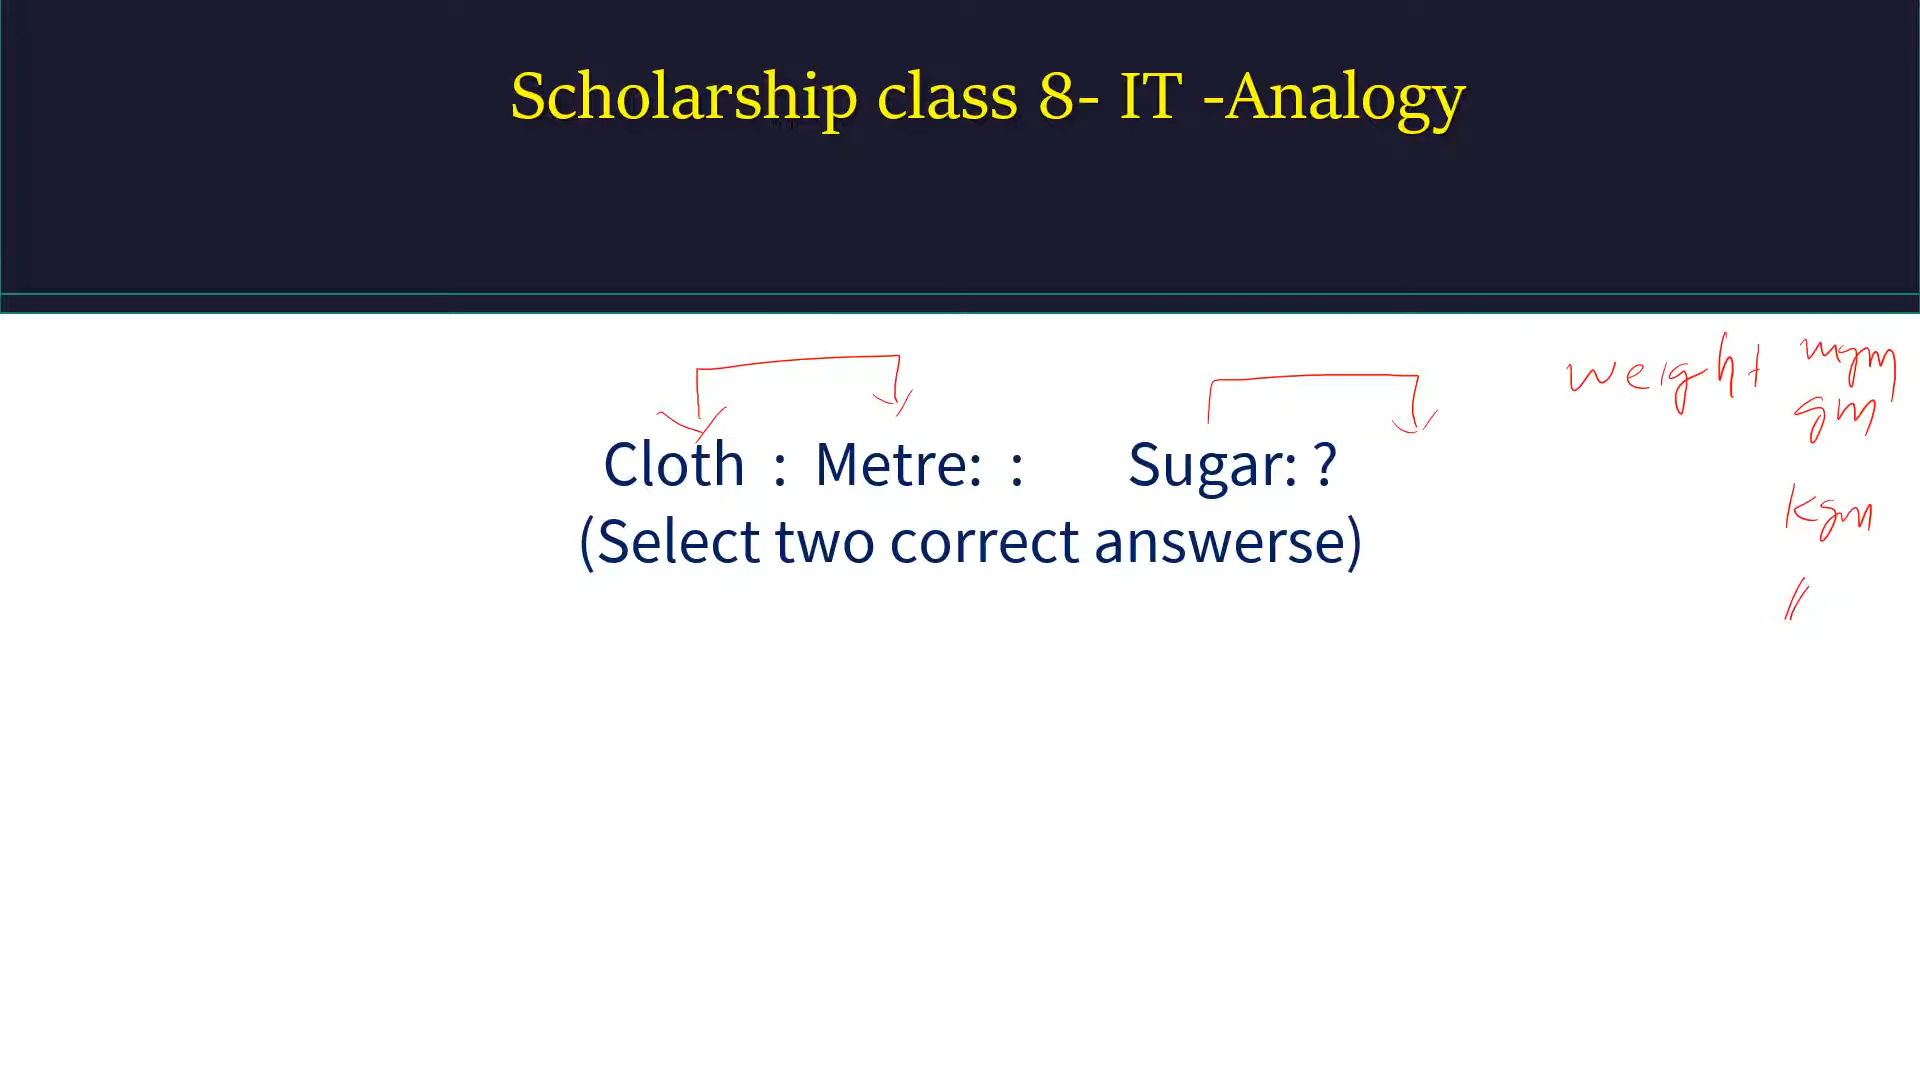 Scholarship class 8- IT -Analogy
weight mgm
gm
Cloth : Metre: : Sugar: ?
kgm
(Select two correct answerse)